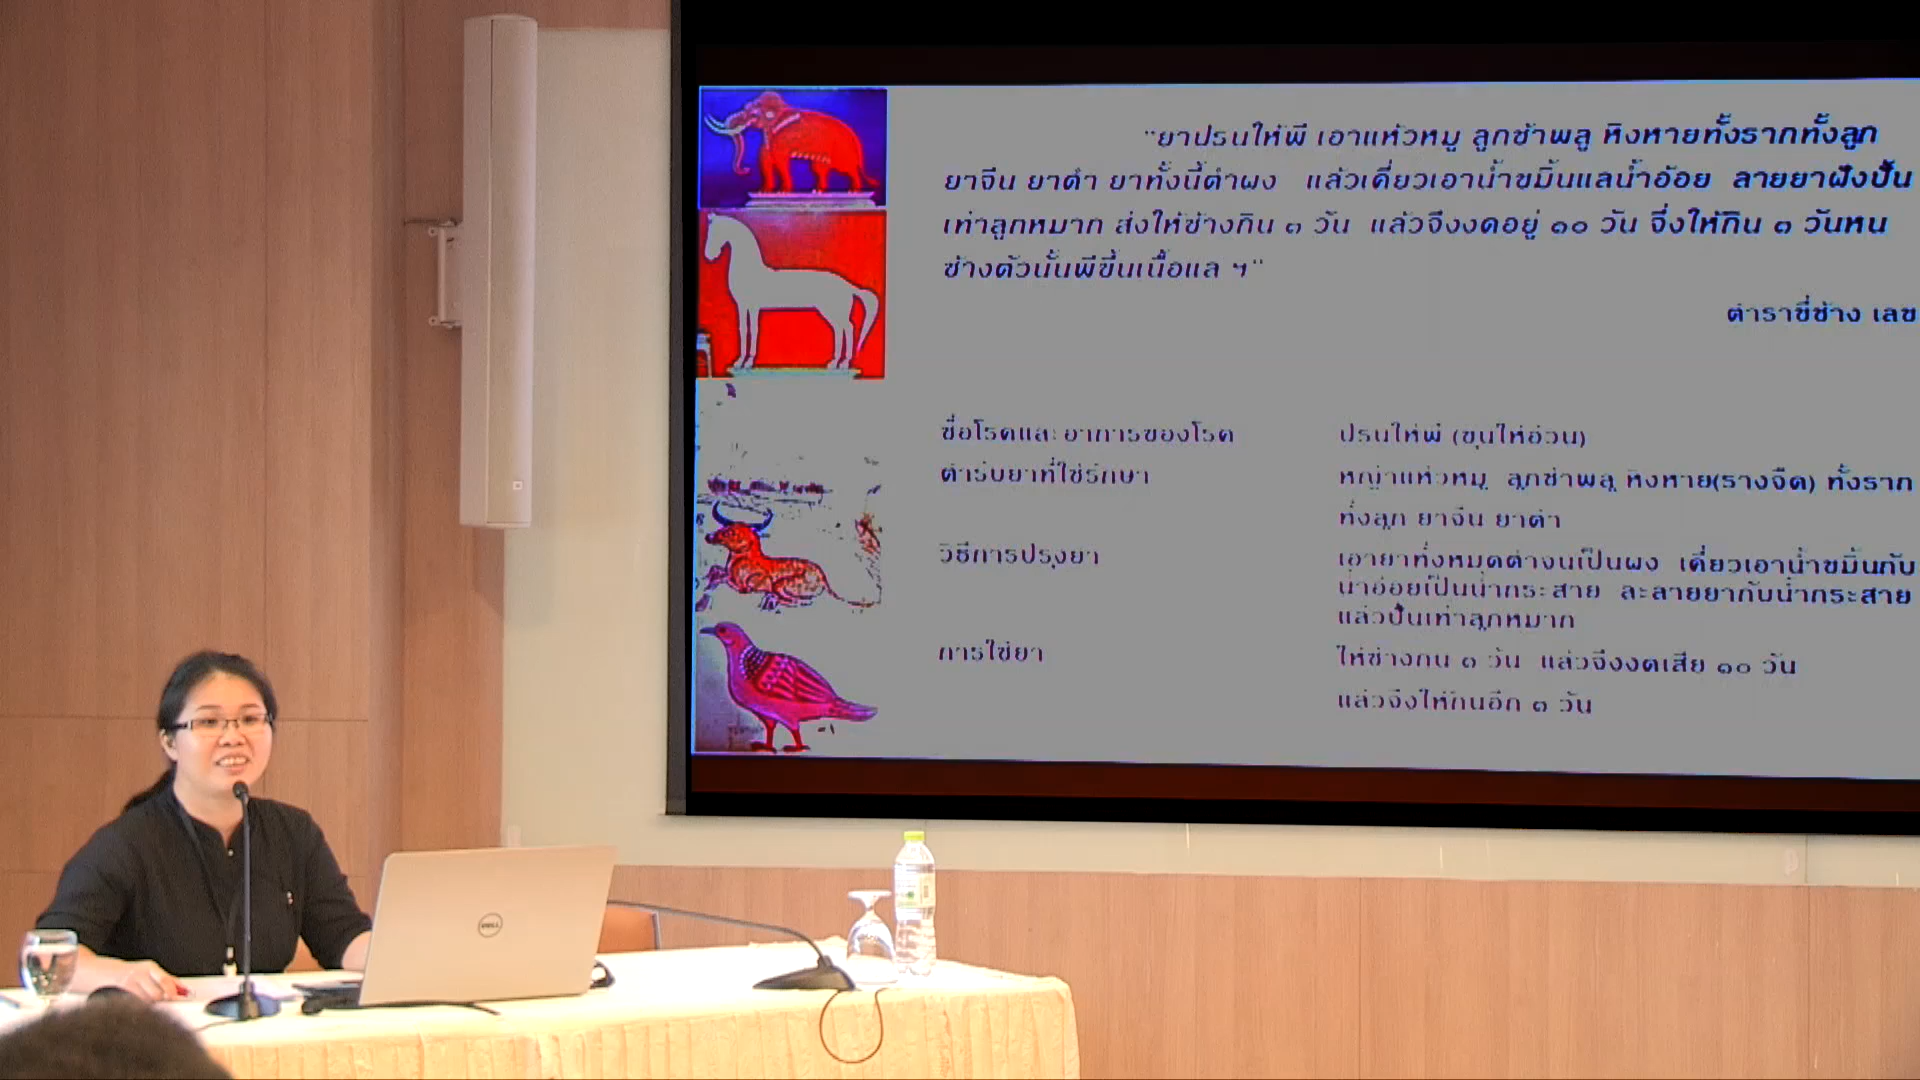 "ยาปรนให้พี เอาแห้วหมู ลูกช้าพลู หิงหายทั้งรากทั้งลูก
ยาจีน ยาดำ ยาทั้งนี้ตำผง แล้วเคี่ยวเอาน้ำขมิ้นแลน้ำอ้อย ลายยาฝังปั้น
เท่าลูกหมาก ส่งให้ช้างกิน ๓ วัน แล้วจึงงดอยู่ ๑๐ วัน จึ่งให้กิน ๓ วันหน
ช้างตัวนั้นพีขึ้นเนื้อแล ฯ"
ตำราขี่ช้าง เลข
ชื่อโรคและอาการของโรค ปรนให้พี (ขุนให้อ้วน)
ตำรับยาที่ใช้รักษา หญ้าแห้วหมู ลูกช้าพลู หิงหาย(รางจืด) ทั้งราก
ทั้งลูก ยาจีน ยาดำ
วิธีการปรุงยา เอายาทั้งหมดตำจนเป็นผง เคี่ยวเอาน้ำขมิ้นกับ
น้ำอ้อยเป็นน้ำกระสาย ละลายยากับน้ำกระสาย
แล้วปั้นเท่าลูกหมาก
การใช้ยา ให้ช้างกิน ๓ วัน แล้วจึงงดเสีย ๑๐ วัน
แล้วจึงให้กินอีก ๓ วัน
DELL